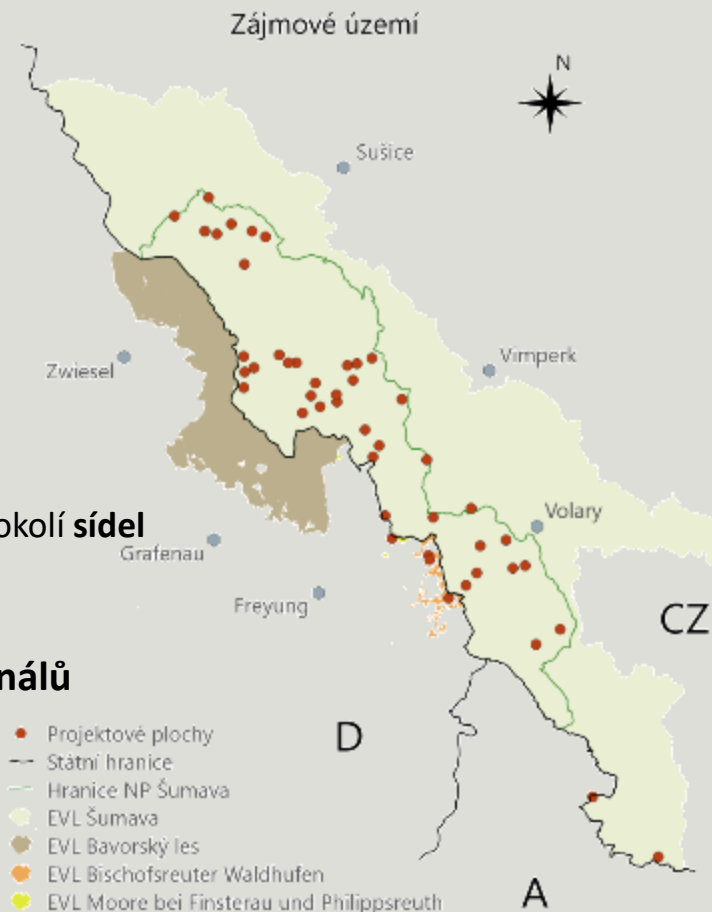 Zájmové území
N
Sušice
Vimperk
Zwiesel
Volary
okolí sídel
Grafenau
Freyung
CZ
nálů
D
Projektové plochy
Státní hranice
Hranice NP Šumava
EVL Šumava
EVL Bavorský les
EVL Bischofsreuter Waldhufen
EVL Moore bei Finsterau und Philippsreuth
A